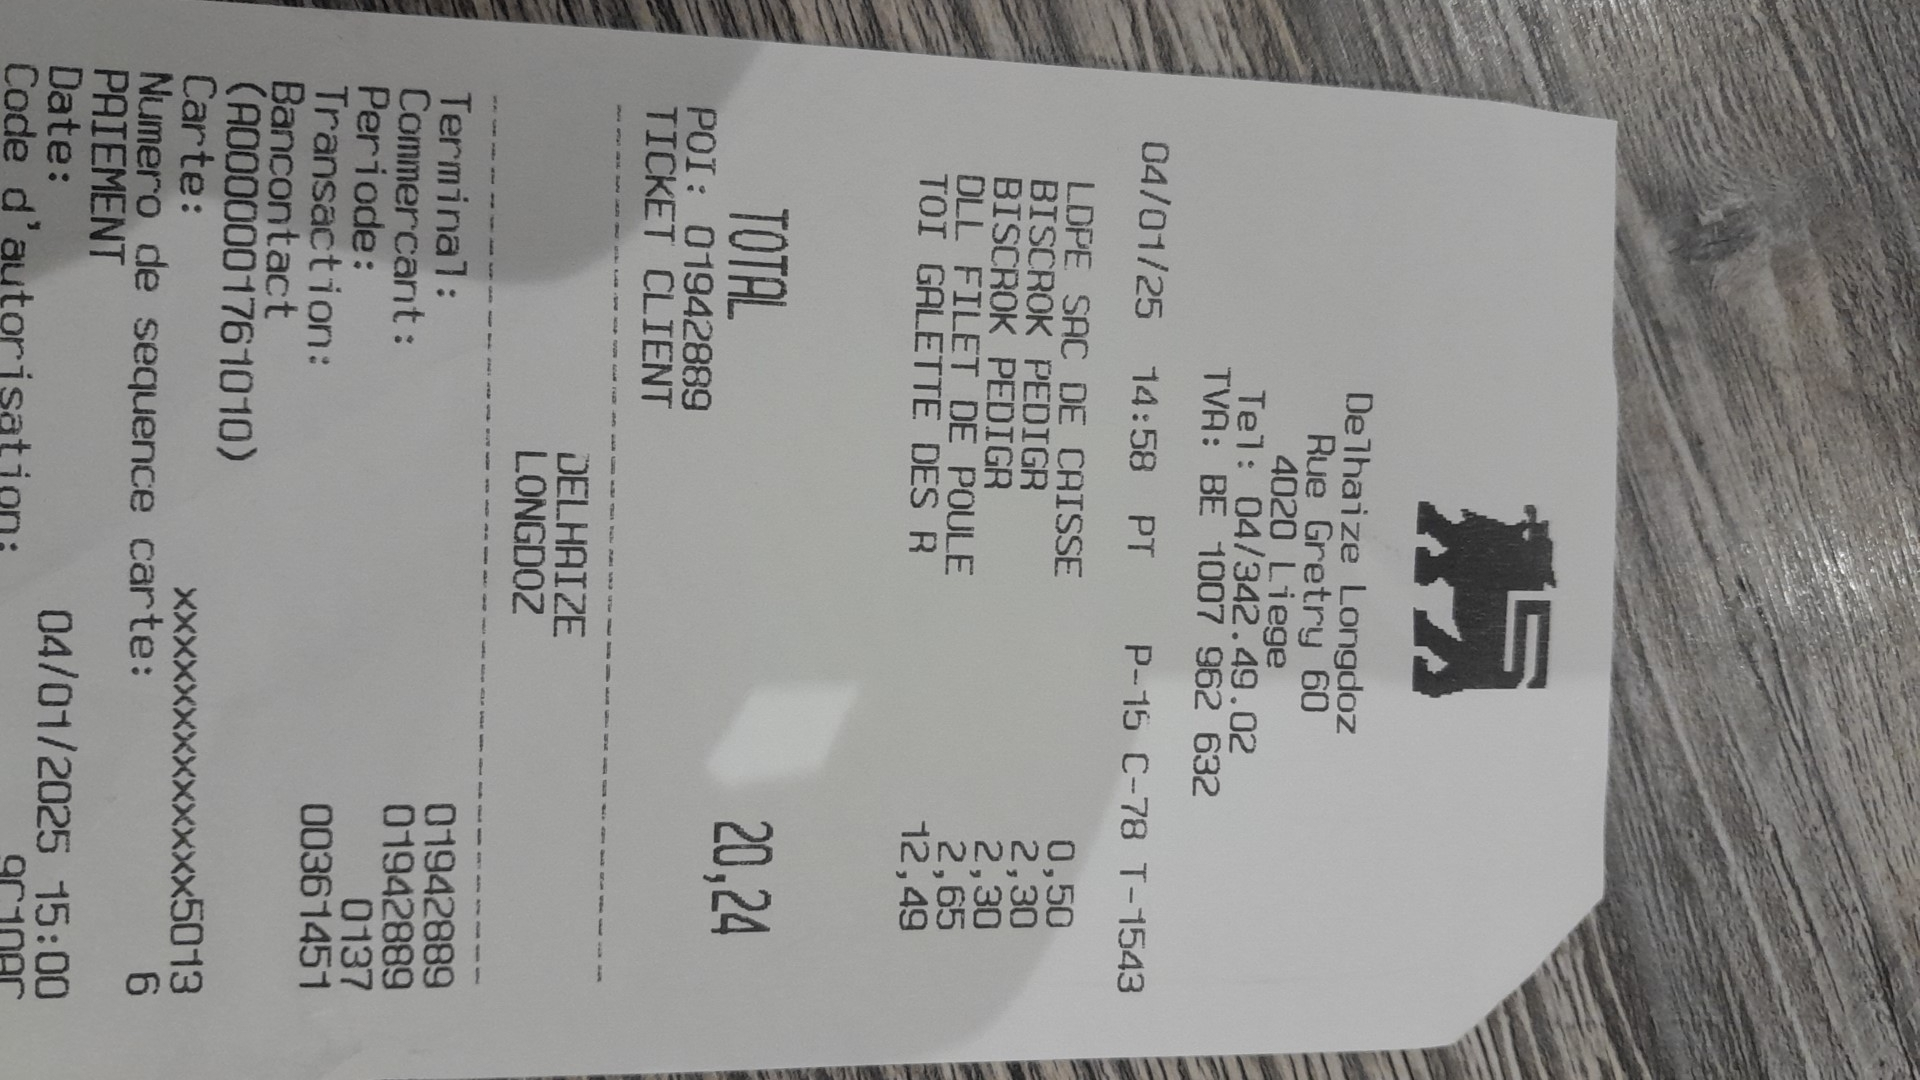 Delhaize Longdoz
Rue Gretry 60
4020 Liege
Tel: 04/342.49.02
TVA: BE 1007 962 632
04/01/25 14:58 PT P-15 C-78 T-1543
LDPE SAC DE CAISSE 0,50
BISCROK PEDIGR 2,30
BISCROK PEDIGR 2,30
DLL FILET DE POULE 2,65
TOI GALETTE DES R 12,49
TOTAL 20,24
POI: 01942889
TICKET CLIENT
DELHAIZE
LONGDOZ
Terminal: 01942889
Commercant: 01942889
Periode: 0137
Transaction: 00361451
Bancontact
(A0000001761010)
Carte: xxxxxxxxxxxxx5013
Numero de sequence carte: 6
PAIEMENT
Date: 04/01/2025 15:00
Code d'autorisation: